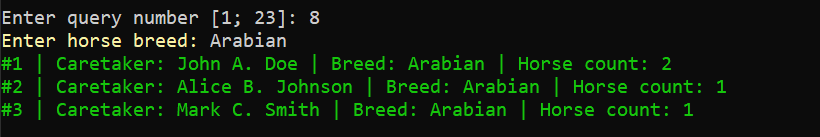 Enter query number [1; 23]: 8
Enter horse breed: Arabian
#1 | Caretaker: John A. Doe | Breed: Arabian | Horse count: 2
#2 | Caretaker: Alice B. Johnson | Breed: Arabian | Horse count: 1
#3 | Caretaker: Mark C. Smith | Breed: Arabian | Horse count: 1